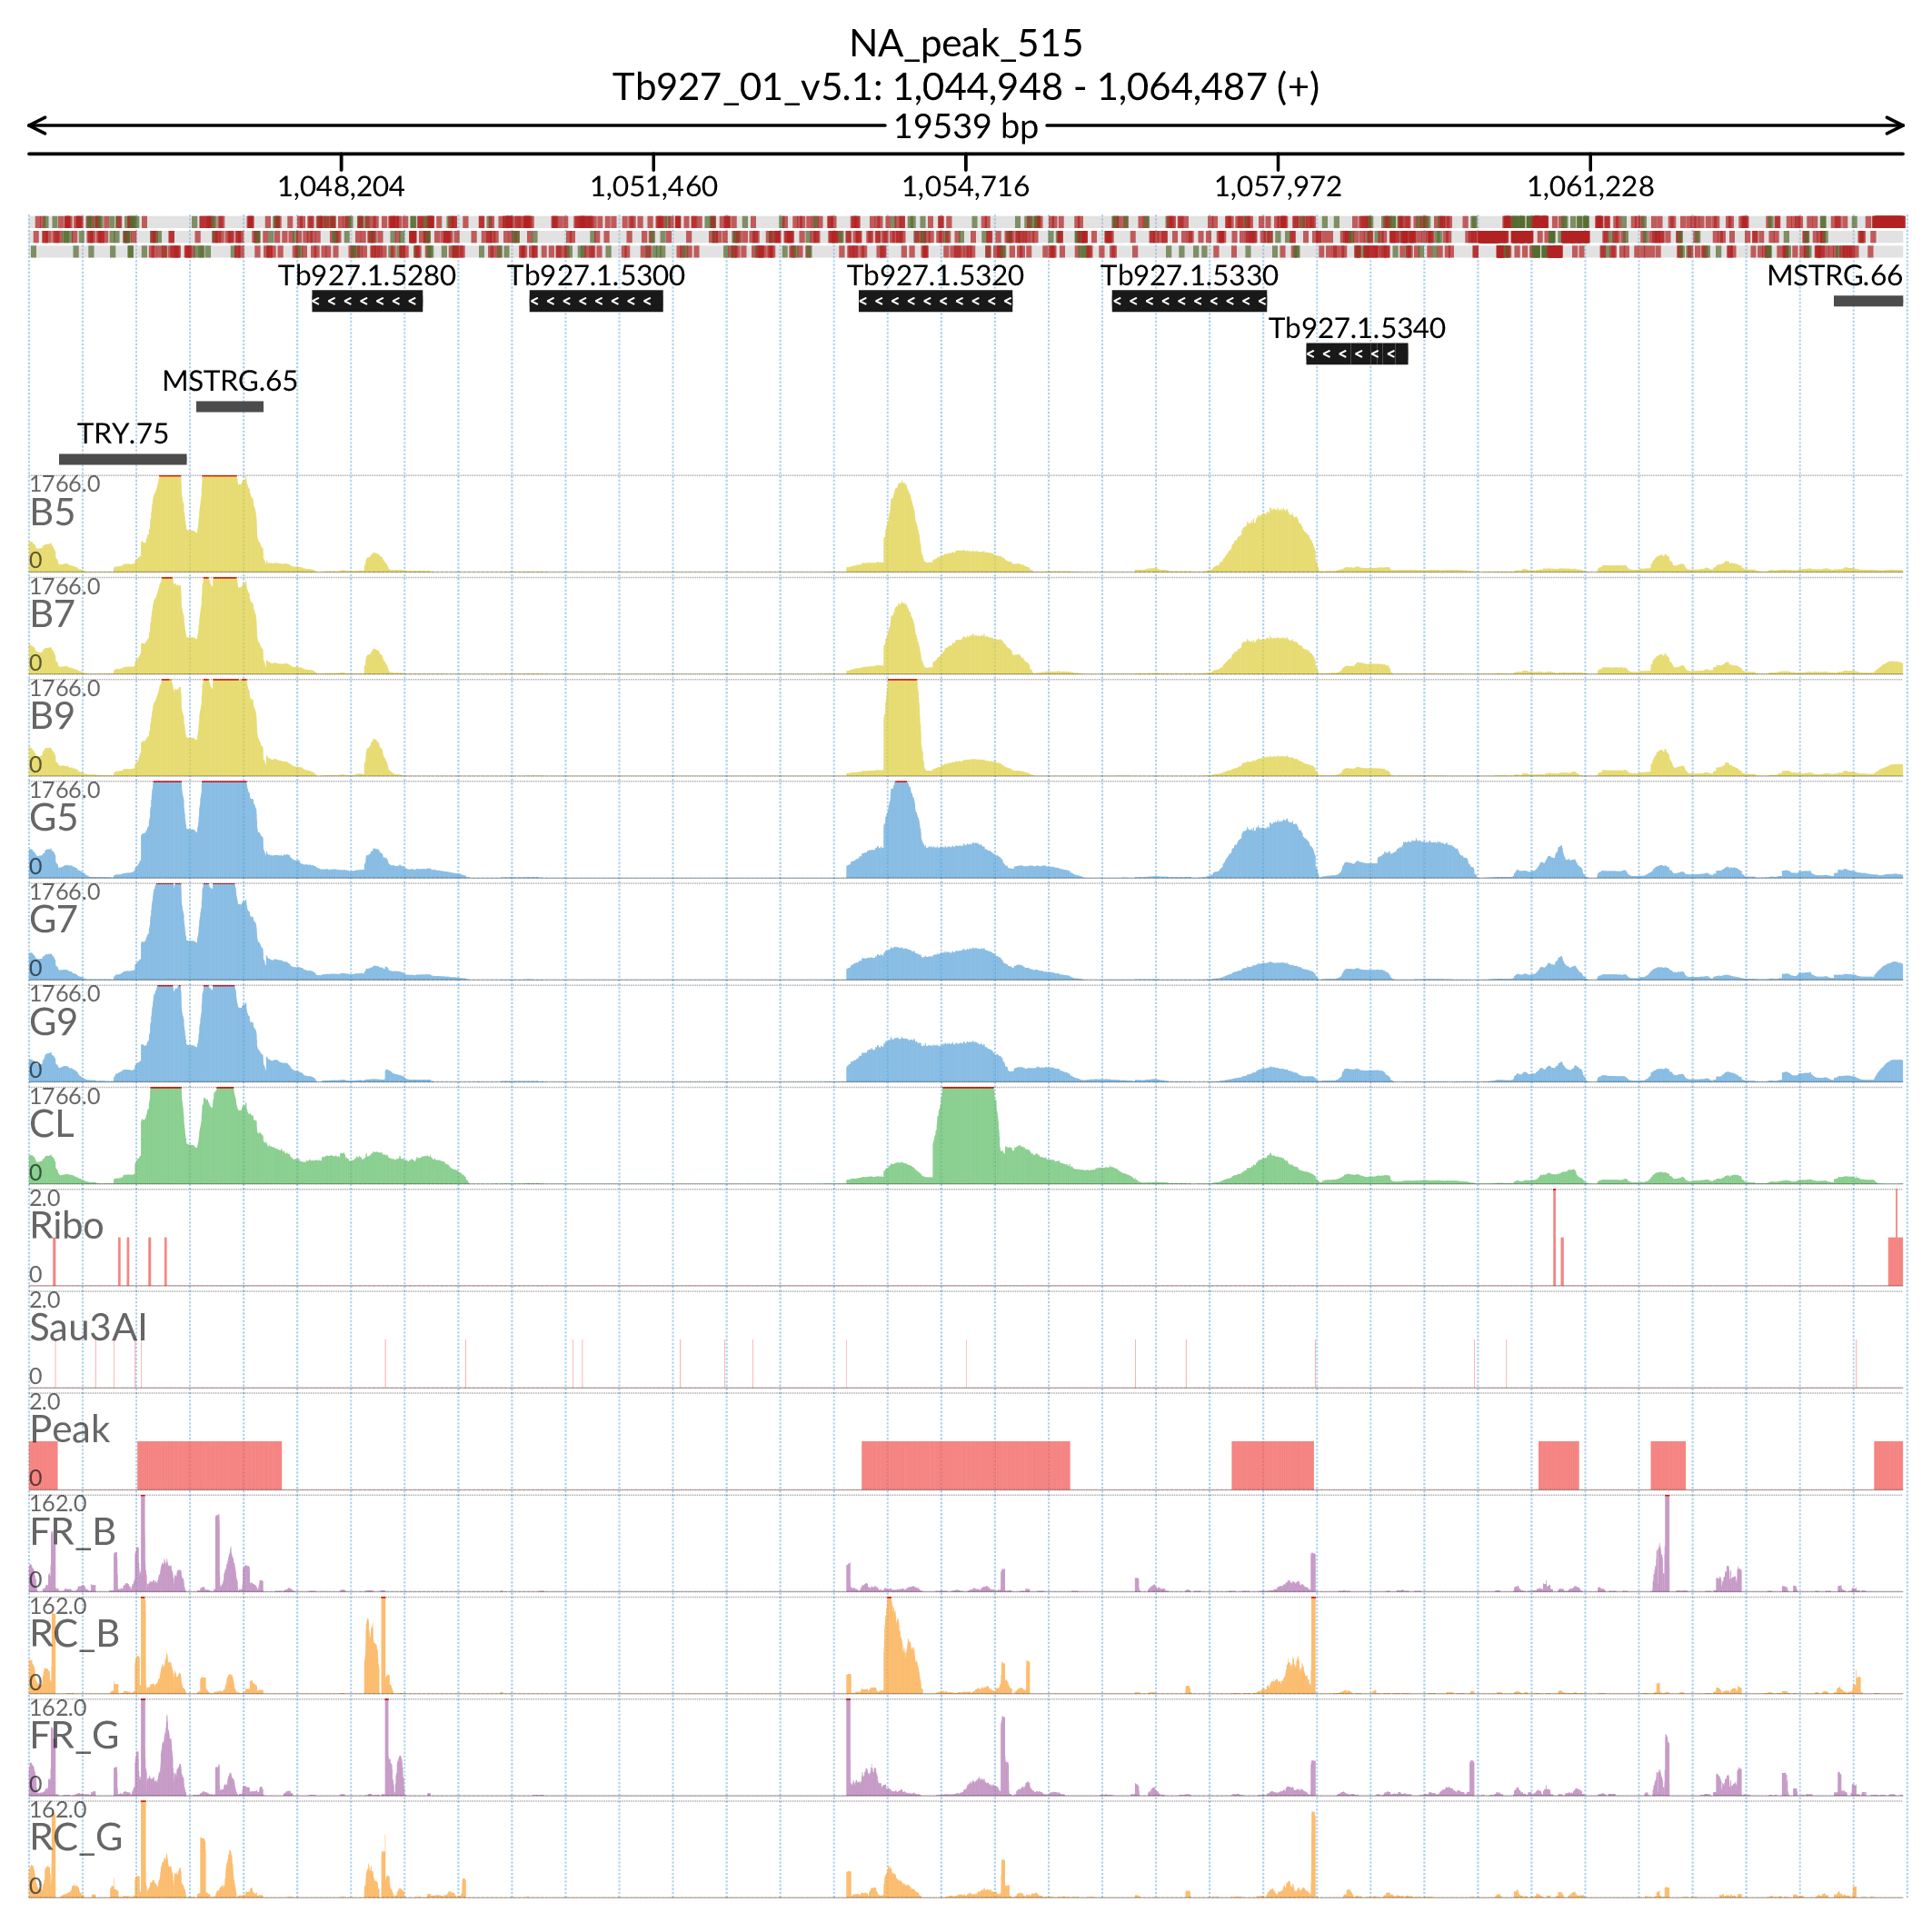 NA_peak_515
Tb927_01_v5.1: 1,044,948 - 1,064,487 (+)
19539 bp
1,048,204 1,051,460 1,054,716 1,057,972 1,061,228
Tb927.1.5280 Tb927.1.5300 Tb927.1.5320 Tb927.1.5330 MSTRG.66
Tb927.1.5340
MSTRG.65
TRY.75
1766.0
B5
0
1766.0
B7
0
1766.0
B9
0
1766.0
G5
0
1766.0
G7
0
1766.0
G9
0
1766.0
CL
0
2.0
Ribo
0
2.0
Sau3AI
0
2.0
Peak
0
162.0
FR_B
0
162.0
RC_B
0
162.0
FR_G
0
162.0
RC_G
0